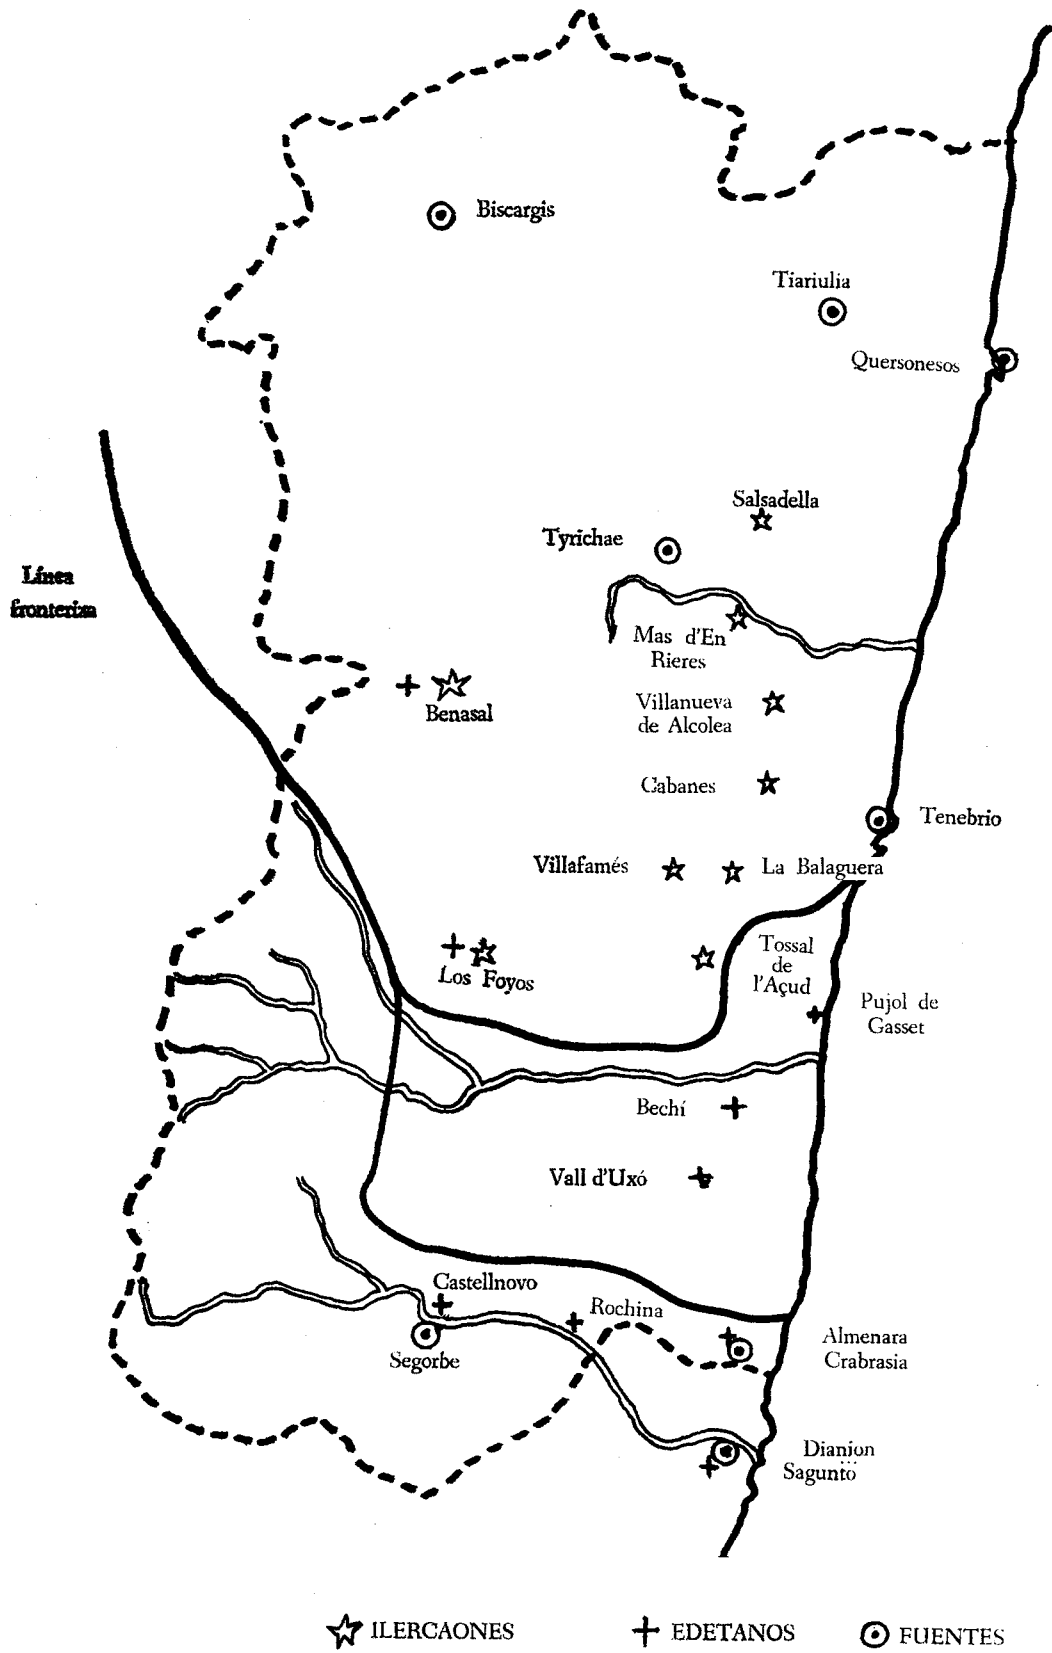 Biscargis
Tiariulia
Quersonesos
Salsadella
Tyrichae
Línea
fronteriza
Mas d'En
Rieres
Benasal
Villanueva
de Alcolea
Cabanes
Tenebrio
Villafamés
La Balaguera
Los Foyos
Tossal
de
l'Açud
Pujol de
Gasset
Bechí
Vall d'Uxó
Castellnovo
Rochina
Segorbe
Almenara
Crabrasia
Dianion
Sagunto
ILERCAONES
EDETANOS
FUENTES